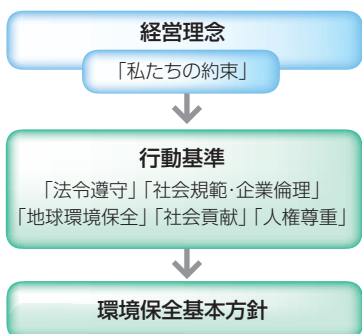 経営理念
「私たちの約束」
行動基準
「法令遵守」「社会規範・企業倫理」
「地球環境保全」「社会貢献」「人権尊重」
環境保全基本方針